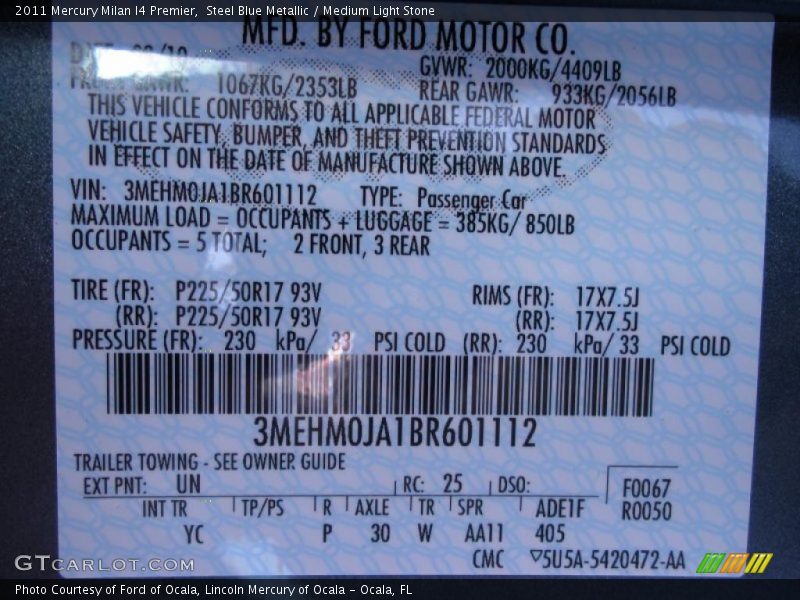 2011 Mercury Milan I4 Premier,  Steel Blue Metallic / Medium Light Stone
MFD. BY FORD MOTOR CO.
DATE: 08/10 GVWR: 2000KG/4409LB
FRONT GAWR: 1067KG/2353LB REAR GAWR: 933KG/2056LB
THIS VEHICLE CONFORMS TO ALL APPLICABLE FEDERAL MOTOR
VEHICLE SAFETY, BUMPER, AND THEFT PREVENTION STANDARDS
IN EFFECT ON THE DATE OF MANUFACTURE SHOWN ABOVE.
VIN: 3MEHM0JA1BR601112 TYPE: Passenger Car
MAXIMUM LOAD = OCCUPANTS + LUGGAGE = 385KG/ 850LB
OCCUPANTS = 5 TOTAL; 2 FRONT, 3 REAR
TIRE (FR): P225/50R17 93V RIMS (FR): 17X7.5J
(RR): P225/50R17 93V (RR): 17X7.5J
PRESSURE (FR): 230 kPa/ 33 PSI COLD (RR): 230 kPa/ 33 PSI COLD
3MEHM0JA1BR601112
TRAILER TOWING - SEE OWNER GUIDE
EXT PNT: UN RC: 25 DSO: F0067
INT TR TP/PS R AXLE TR SPR ADE1F R0050
YC P 30 W AA11 405
CMC ▽5U5A-5420472-AA
GTCarLot.com
Photo Courtesy of Ford of Ocala, Lincoln Mercury of Ocala – Ocala, FL